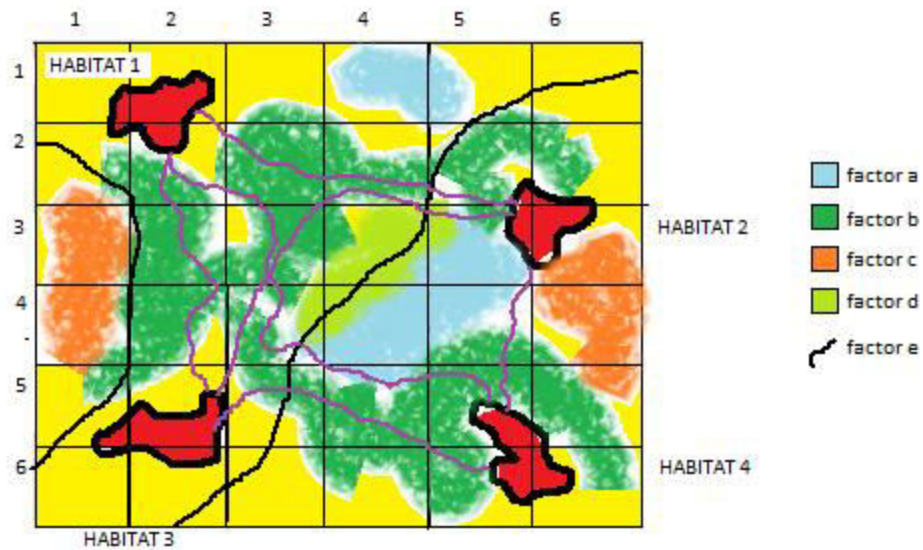 1 2 3 4 5 6
1
HABITAT 1
2
3
HABITAT 2
4
5
6
HABITAT 4
HABITAT 3
factor a
factor b
factor c
factor d
factor e